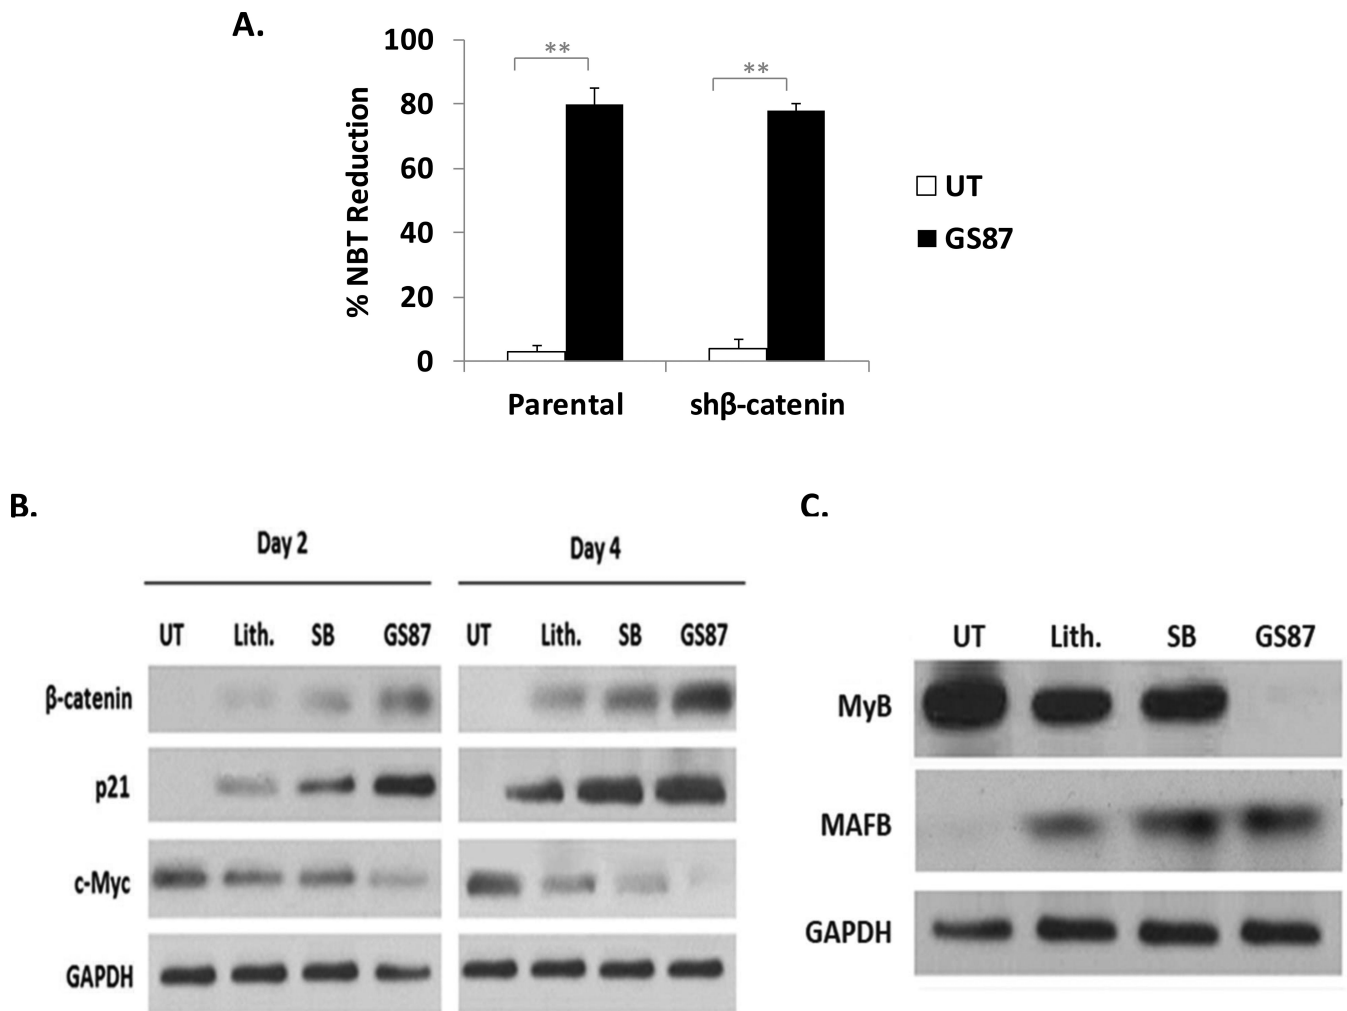 A.
100
80
60
40
20
0
% NBT Reduction
**
**
UT
GS87
Parental
shβ-catenin
B.
Day 2
Day 4
UT Lith. SB GS87
UT Lith. SB GS87
β-catenin
p21
c-Myc
GAPDH
C.
UT Lith. SB GS87
MyB
MAFB
GAPDH